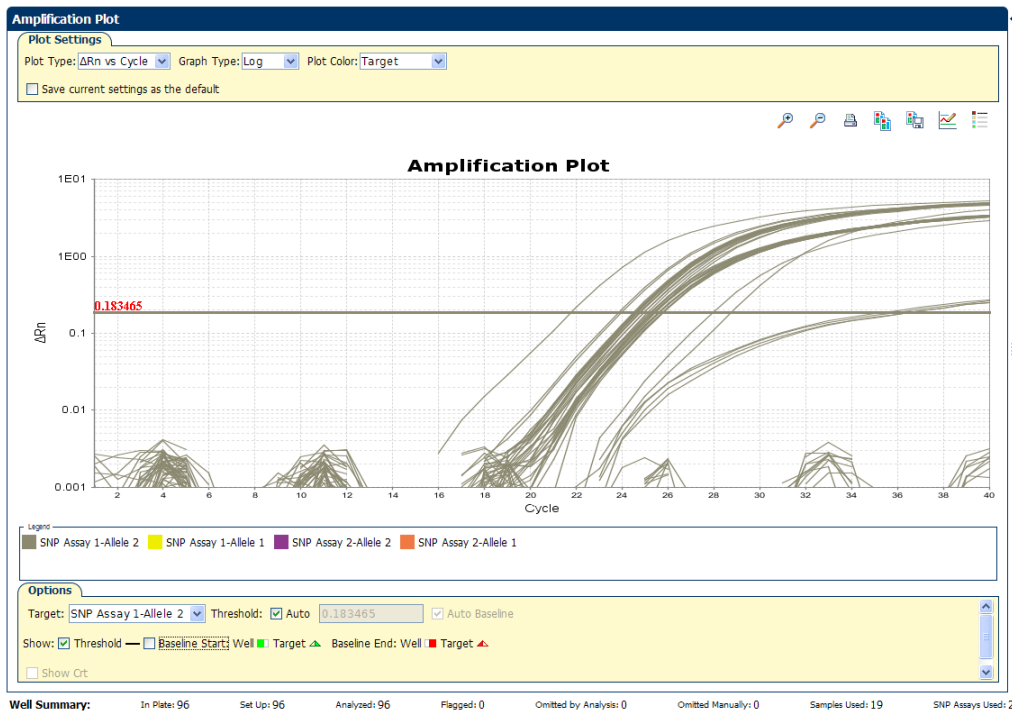 Amplification Plot
Plot Settings
Plot Type: ΔRn vs Cycle Graph Type: Log Plot Color: Target
Save current settings as the default
Amplification Plot
1E01
1E00
0.183465
0.1
0.01
0.001
ΔRn
2 4 6 8 10 12 14 16 18 20 22 24 26 28 30 32 34 36 38 40
Cycle
Legend
SNP Assay 1-Allele 2 SNP Assay 1-Allele 1 SNP Assay 2-Allele 2 SNP Assay 2-Allele 1
Options
Target: SNP Assay 1-Allele 2 Threshold: Auto 0.183465 Auto Baseline
Show: Threshold Baseline Start: Well Target Baseline End: Well Target
Show Crt
Well Summary: In Plate: 96 Set Up: 96 Analyzed: 96 Flagged: 0 Omitted by Analysis: 0 Omitted Manually: 0 Samples Used: 19 SNP Assays Used: 2